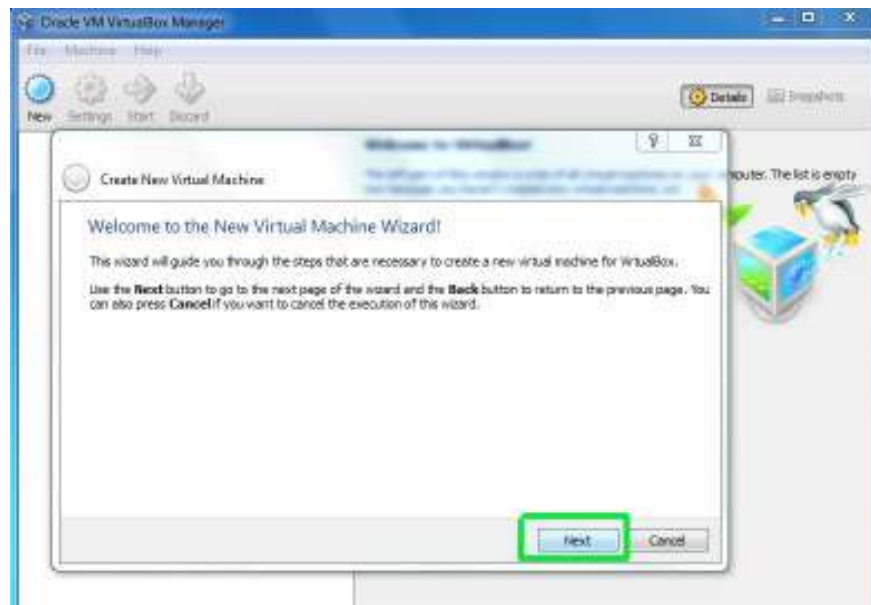 Oracle VM VirtualBox Manager
File Machine Help
New Settings Start Discard
Details Snapshots
Welcome to VirtualBox!
Create New Virtual Machine
computer. The list is empty
Welcome to the New Virtual Machine Wizard!
This wizard will guide you through the steps that are necessary to create a new virtual machine for VirtualBox.
Use the Next button to go to the next page of the wizard and the Back button to return to the previous page. You
can also press Cancel if you want to cancel the execution of this wizard.
Next Cancel